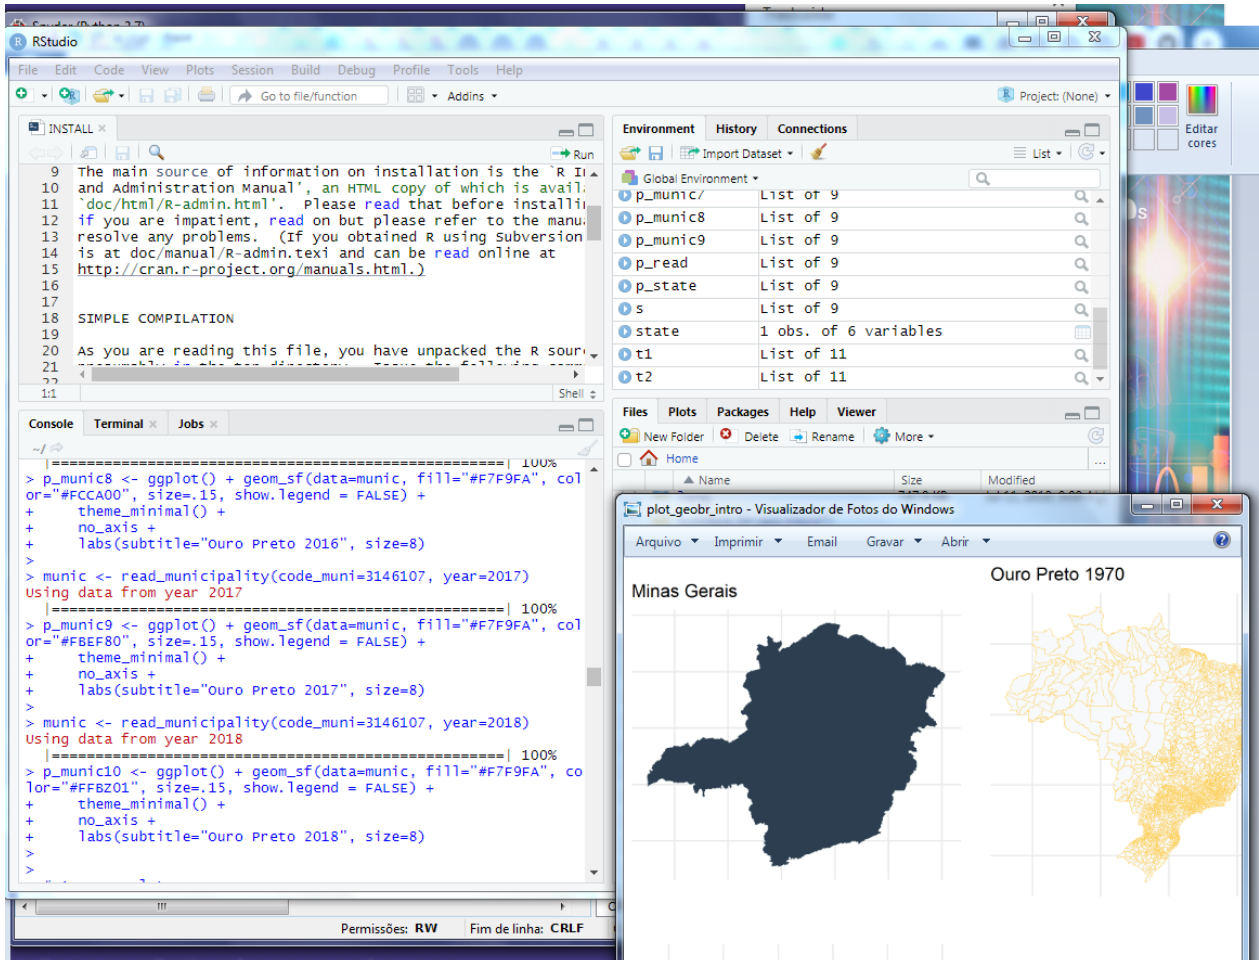 RStudio
File Edit Code View Plots Session Build Debug Profile Tools Help
Go to file/function Addins Project: (None)
INSTALL
Run
9 The main source of information on installation is the `R I
10 and Administration Manual', an HTML copy of which is avail
11 `doc/html/R-admin.html'. Please read that before installi
12 if you are impatient, read on but please refer to the manu
13 resolve any problems. (If you obtained R using Subversion
14 is at doc/manual/R-admin.texi and can be read online at
15 http://cran.r-project.org/manuals.html.)
16
17
18 SIMPLE COMPILATION
19
20 As you are reading this file, you have unpacked the R sour
21
22
1:1 Shell
Console Terminal Jobs
~/
|====================================================| 100%
> p_munic8 <- ggplot() + geom_sf(data=munic, fill="#F7F9FA", col
or="#FCCA00", size=.15, show.legend = FALSE) +
+ theme_minimal() +
+ no_axis +
+ labs(subtitle="Ouro Preto 2016", size=8)
>
> munic <- read_municipality(code_muni=3146107, year=2017)
Using data from year 2017
|====================================================| 100%
> p_munic9 <- ggplot() + geom_sf(data=munic, fill="#F7F9FA", col
or="#FBEF80", size=.15, show.legend = FALSE) +
+ theme_minimal() +
+ no_axis +
+ labs(subtitle="Ouro Preto 2017", size=8)
>
> munic <- read_municipality(code_muni=3146107, year=2018)
Using data from year 2018
|====================================================| 100%
> p_munic10 <- ggplot() + geom_sf(data=munic, fill="#F7F9FA", co
lor="#FFBZ01", size=.15, show.legend = FALSE) +
+ theme_minimal() +
+ no_axis +
+ labs(subtitle="Ouro Preto 2018", size=8)
>
>
Environment History Connections
Import Dataset List
Global Environment
p_munic7 List of 9
p_munic8 List of 9
p_munic9 List of 9
p_read List of 9
p_state List of 9
s List of 9
state 1 obs. of 6 variables
t1 List of 11
t2 List of 11
Files Plots Packages Help Viewer
New Folder Delete Rename More
Home ...
Name Size Modified
Editar
cores
plot_geobr_intro - Visualizador de Fotos do Windows
Arquivo Imprimir Email Gravar Abrir
Minas Gerais
Ouro Preto 1970
Permissões: RW Fim de linha: CRLF